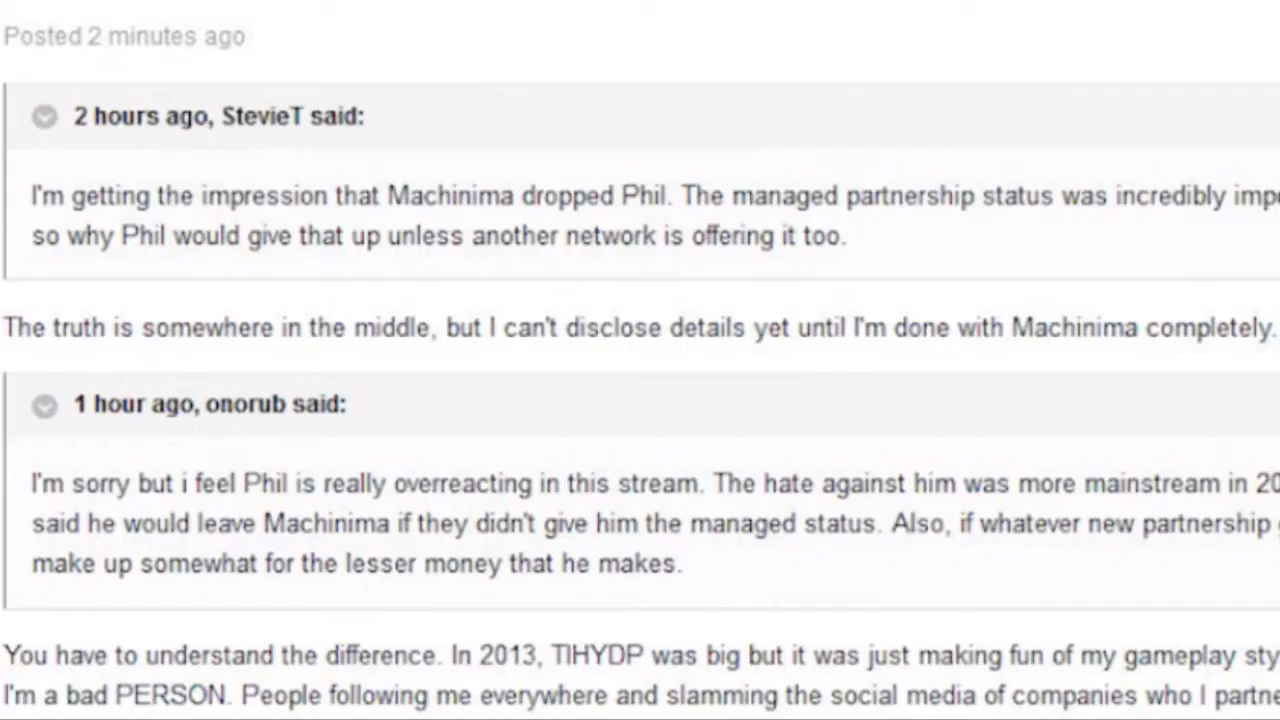 Posted 2 minutes ago
2 hours ago, StevieT said:
I'm getting the impression that Machinima dropped Phil. The managed partnership status was incredibly
so why Phil would give that up unless another network is offering it too.
The truth is somewhere in the middle, but I can't disclose details yet until I'm done with Machinima completely.
1 hour ago, onorub said:
I'm sorry but i feel Phil is really overreacting in this stream. The hate against him was more mainstream in
said he would leave Machinima if they didn't give him the managed status. Also, if whatever new partnership
make up somewhat for the lesser money that he makes.
You have to understand the difference. In 2013, TIHYDP was big but it was just making fun of my gameplay
I'm a bad PERSON. People following me everywhere and slamming the social media of companies who I